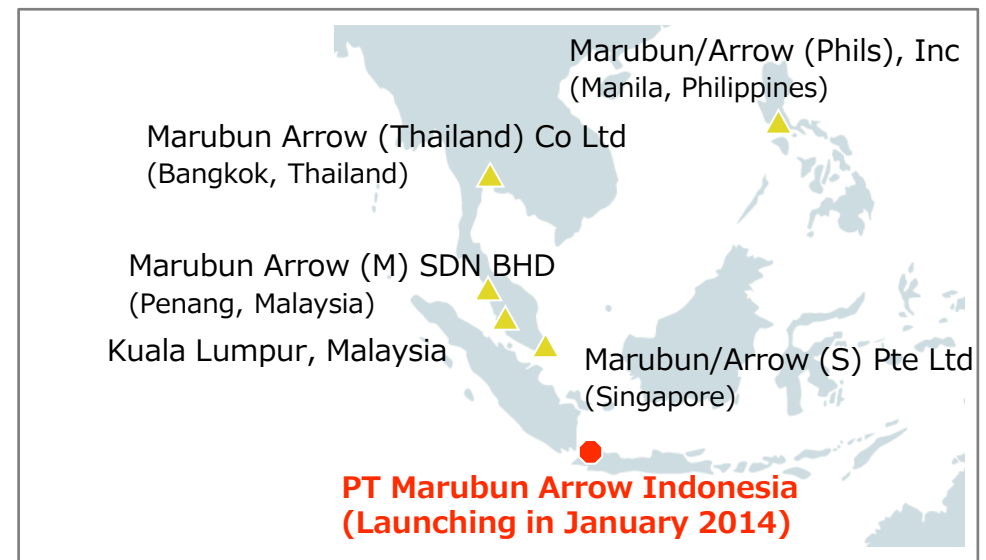 Marubun/Arrow (Phils), Inc
(Manila, Philippines)
Marubun Arrow (Thailand) Co Ltd
(Bangkok, Thailand)
Marubun Arrow (M) SDN BHD
(Penang, Malaysia)
Kuala Lumpur, Malaysia
Marubun/Arrow (S) Pte Ltd
(Singapore)
PT Marubun Arrow Indonesia
(Launching in January 2014)